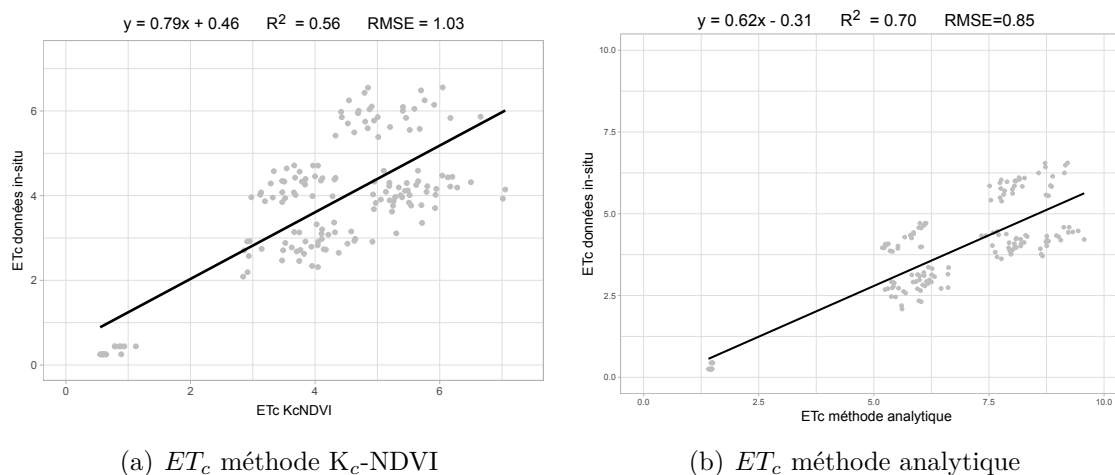 y = 0.79x + 0.46 R² = 0.56 RMSE = 1.03
6
4
2
0
ETc données in-situ
0 2 4 6
ETc KcNDVI
(a) ETc méthode Kc-NDVI
y = 0.62x - 0.31 R² = 0.70 RMSE=0.85
10.0
7.5
5.0
2.5
0.0
ETc données in-situ
0.0 2.5 5.0 7.5 10.0
ETc méthode analytique
(b) ETc méthode analytique